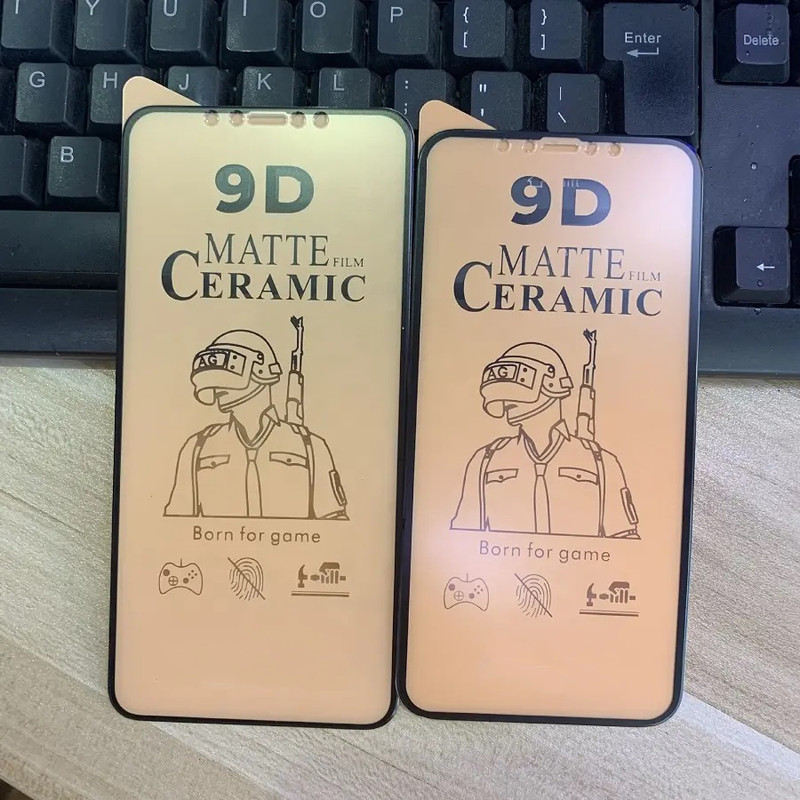 T Y U I O P { [ } ] Enter Delete
G H J K L : ; " ' | \
B
9D
MATTE FILM
CERAMIC
AG
Born for game
9D
MATTE FILM
CERAMIC
AG
Born for game